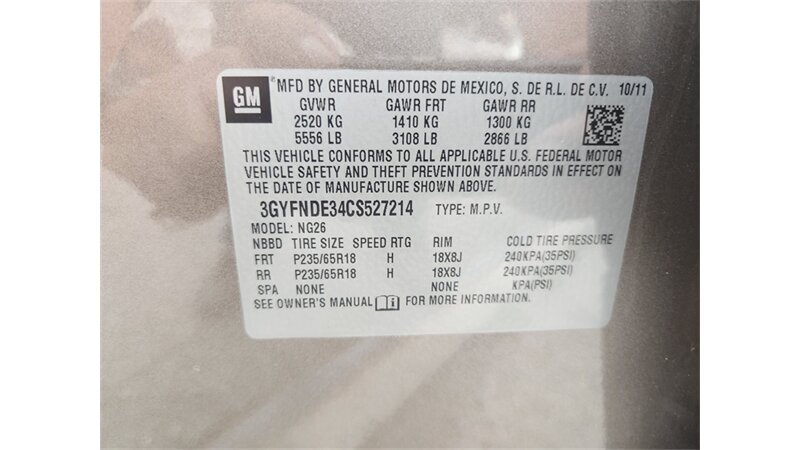 GM
MFD BY GENERAL MOTORS DE MEXICO, S. DE R.L. DE C.V. 10/11
GVWR GAWR FRT GAWR RR
2520 KG 1410 KG 1300 KG
5556 LB 3108 LB 2866 LB
THIS VEHICLE CONFORMS TO ALL APPLICABLE U.S. FEDERAL MOTOR
VEHICLE SAFETY AND THEFT PREVENTION STANDARDS IN EFFECT ON
THE DATE OF MANUFACTURE SHOWN ABOVE.
3GYFNDE34CS527214 TYPE: M.P.V.
MODEL: NG26
NBBD TIRE SIZE SPEED RTG RIM COLD TIRE PRESSURE
FRT P235/65R18 H 18X8J 240KPA(35PSI)
RR P235/65R18 H 18X8J 240KPA(35PSI)
SPA NONE NONE KPA(PSI)
SEE OWNER'S MANUAL FOR MORE INFORMATION.